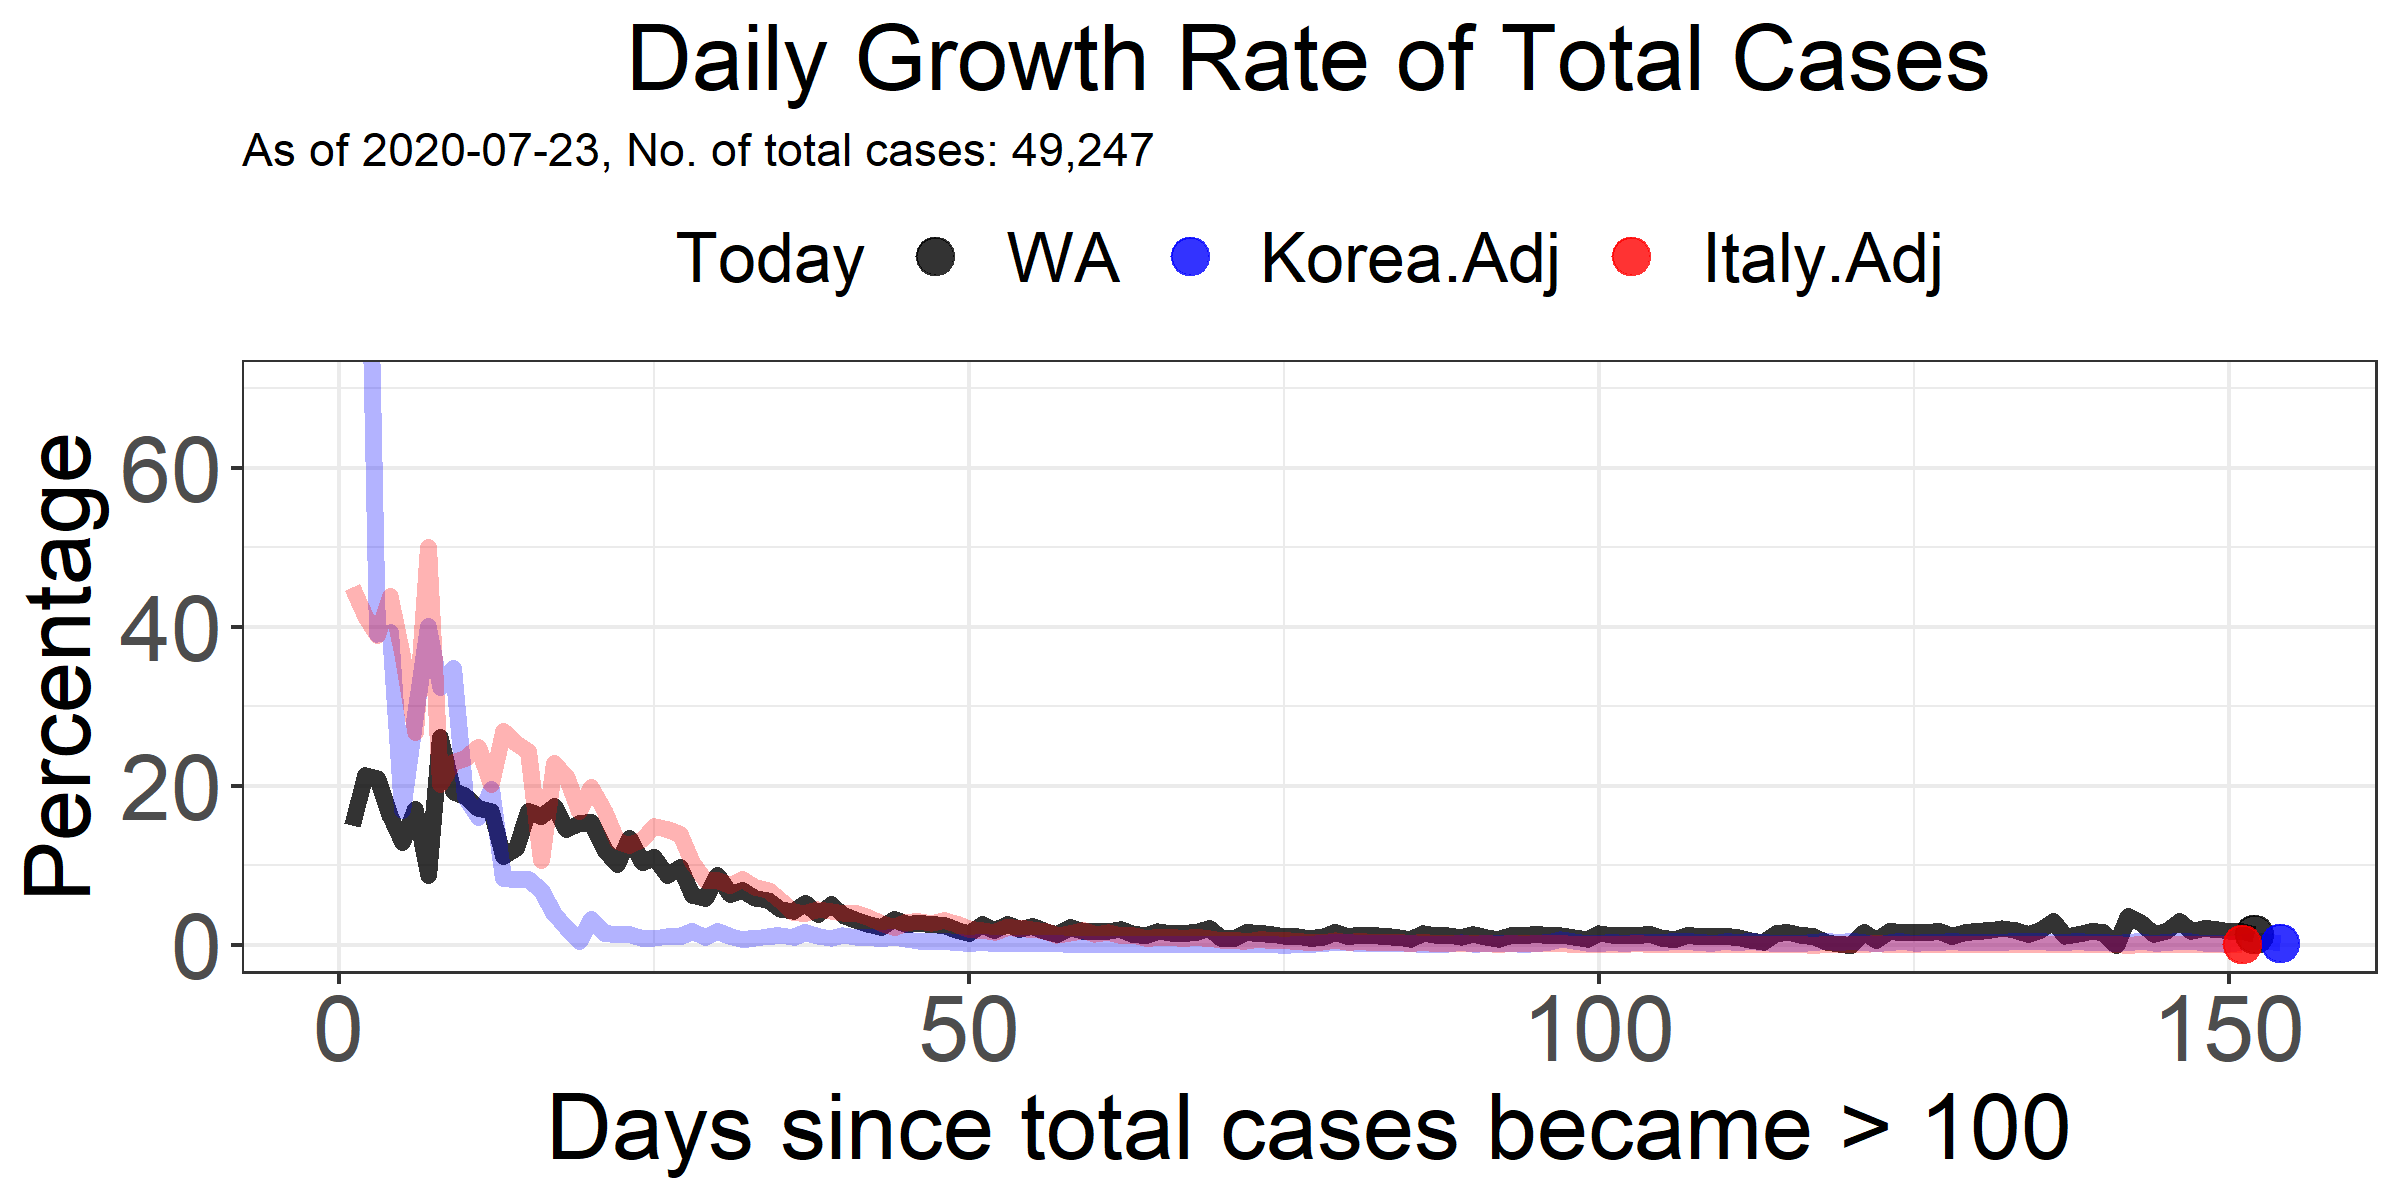 Daily Growth Rate of Total Cases
As of 2020-07-23, No. of total cases: 49,247
Today WA Korea.Adj Italy.Adj
Percentage
60
40
20
0
0 50 100 150
Days since total cases became > 100